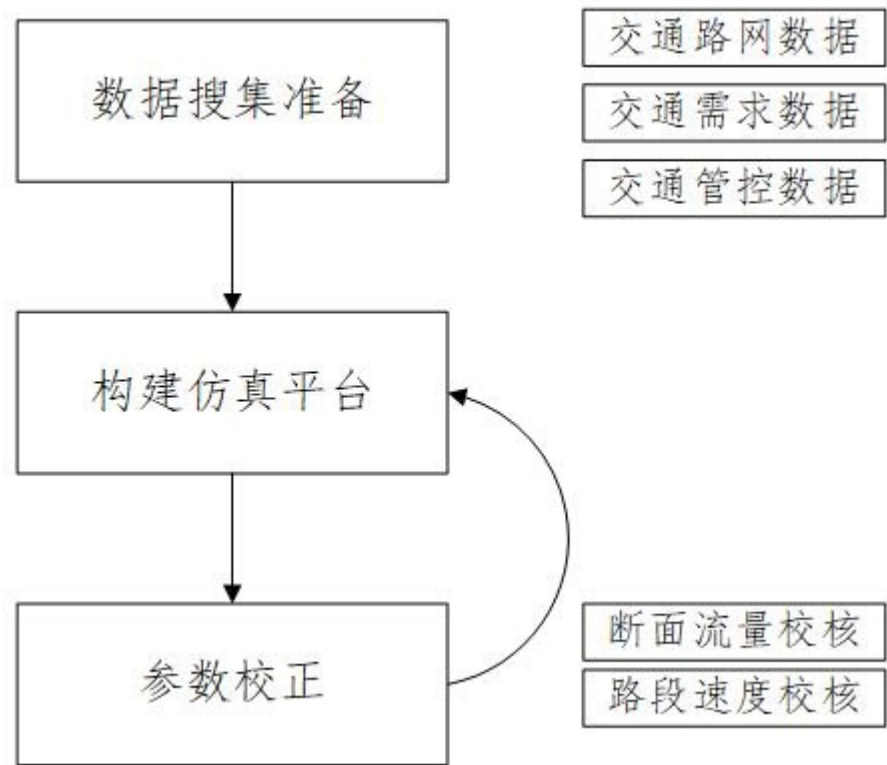 数据搜集准备
交通路网数据
交通需求数据
交通管控数据
构建仿真平台
参数校正
断面流量校核
路段速度校核